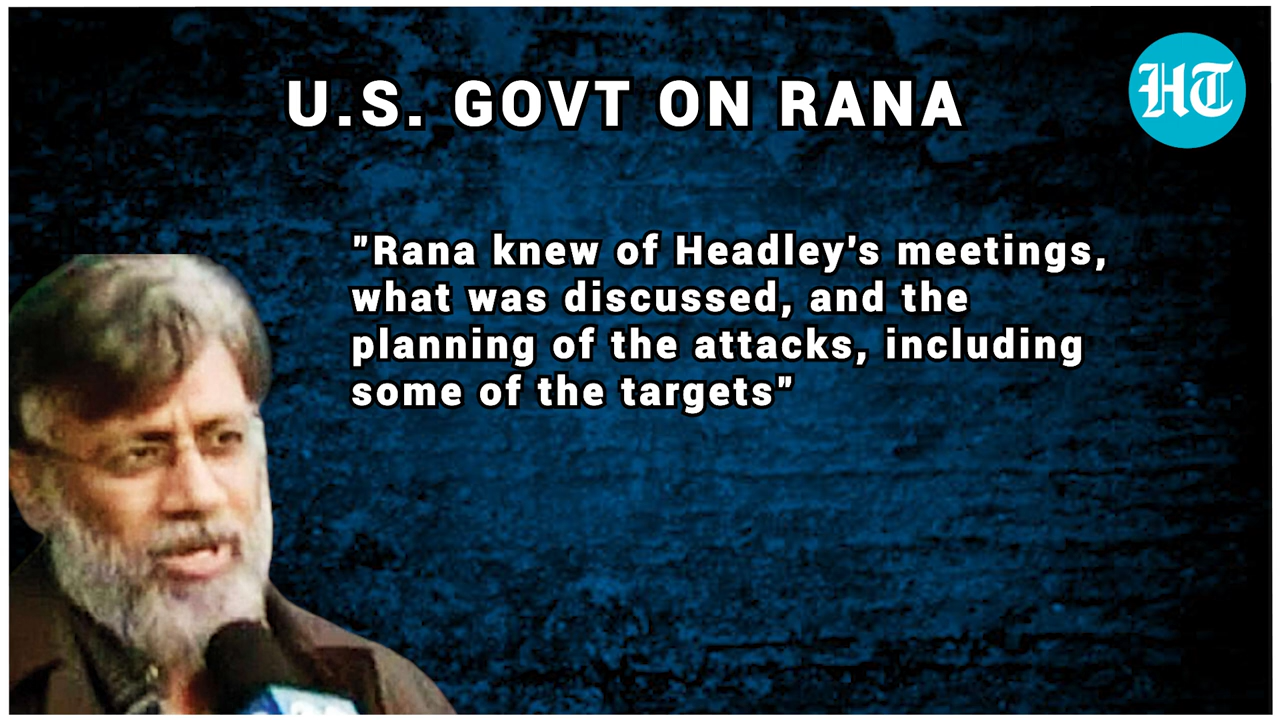 U.S. GOVT ON RANA
HT
"Rana knew of Headley's meetings,
what was discussed, and the
planning of the attacks, including
some of the targets"